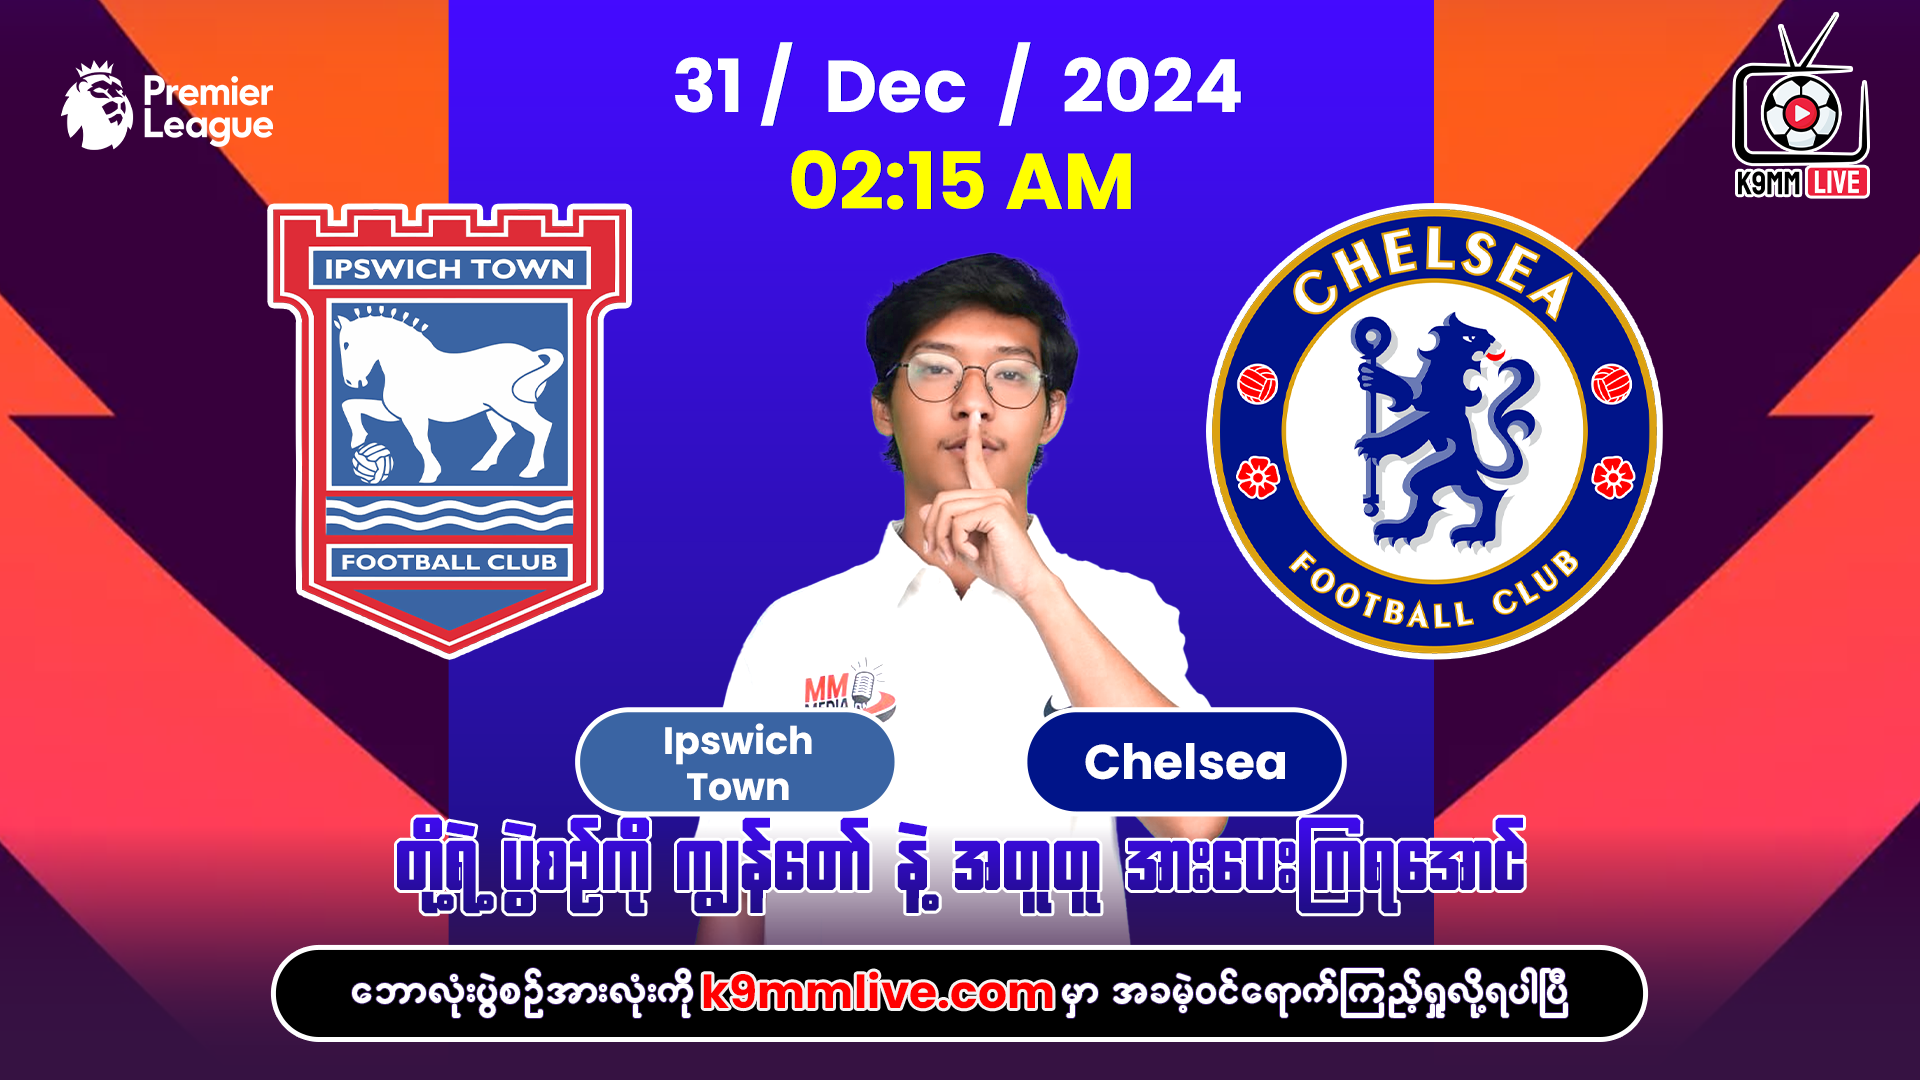 Premier
League
31 / Dec / 2024
02:15 AM
K9MM LIVE
IPSWICH TOWN
FOOTBALL CLUB
CHELSEA
FOOTBALL CLUB
MM
Ipswich
Town
Chelsea
တို့ရဲ့ ပွဲစဉ်ကို ကျွန်တော် နဲ့ အတူတူ အားပေးကြရအောင်
ဘောလုံးပွဲစဉ်အားလုံးကို k9mmlive.com မှာ အခမဲ့ဝင်ရောက်ကြည့်ရှုလို့ရပါပြီ